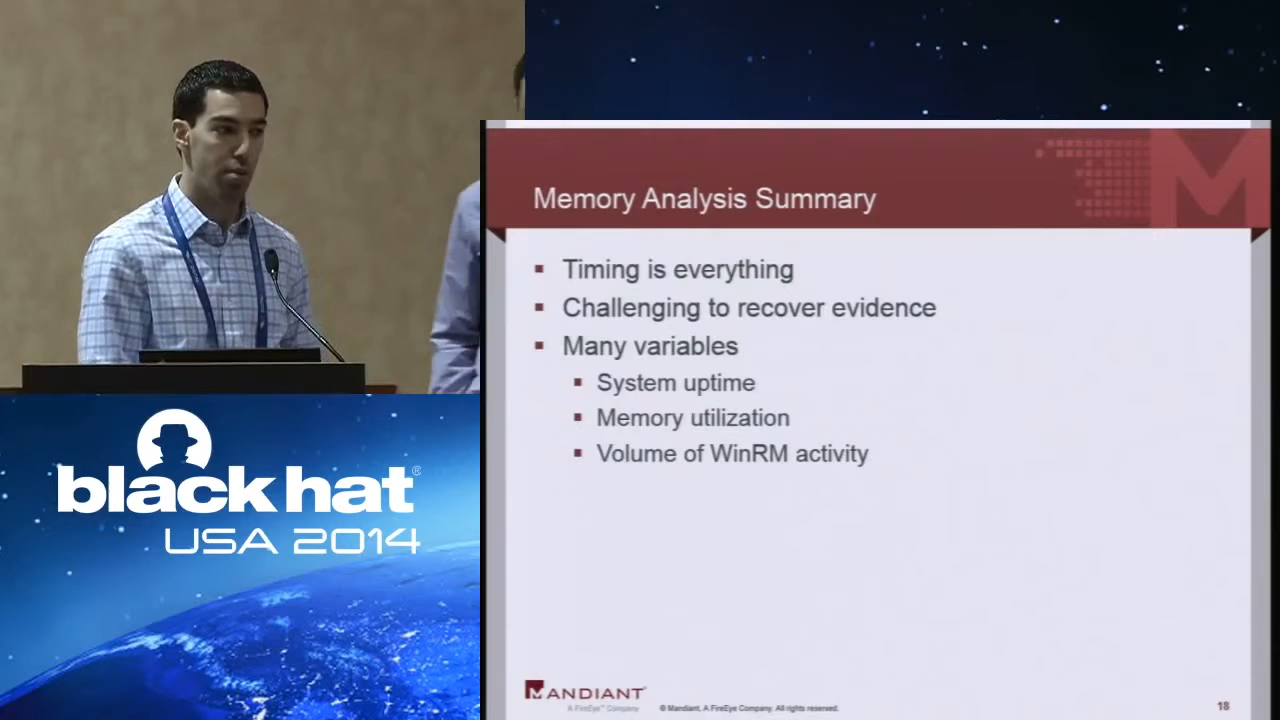 Memory Analysis Summary
Timing is everything
Challenging to recover evidence
Many variables
System uptime
Memory utilization
Volume of WinRM activity
black hat®
USA 2014
MANDIANT
A FireEye™ Company
© Mandiant, A FireEye Company. All rights reserved.
18